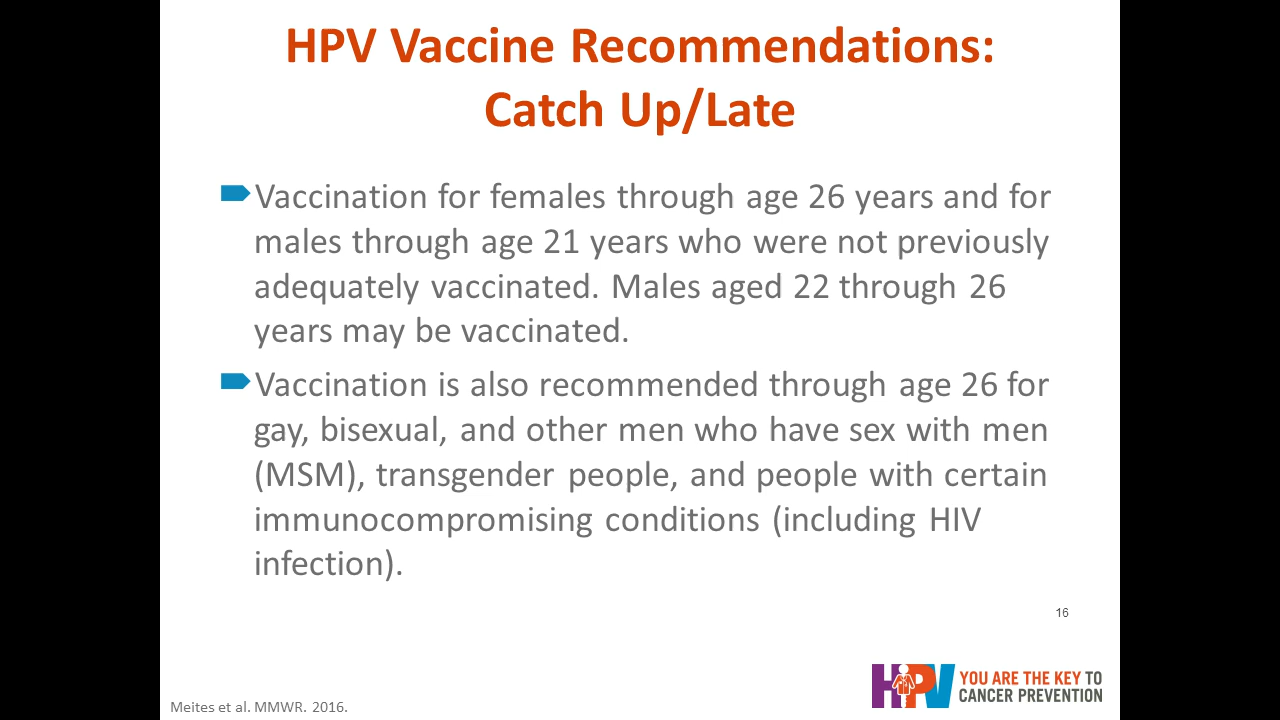 HPV Vaccine Recommendations:
Catch Up/Late
Vaccination for females through age 26 years and for
males through age 21 years who were not previously
adequately vaccinated. Males aged 22 through 26
years may be vaccinated.
Vaccination is also recommended through age 26 for
gay, bisexual, and other men who have sex with men
(MSM), transgender people, and people with certain
immunocompromising conditions (including HIV
infection).
16
HPV YOU ARE THE KEY TO
CANCER PREVENTION
Meites et al. MMWR. 2016.